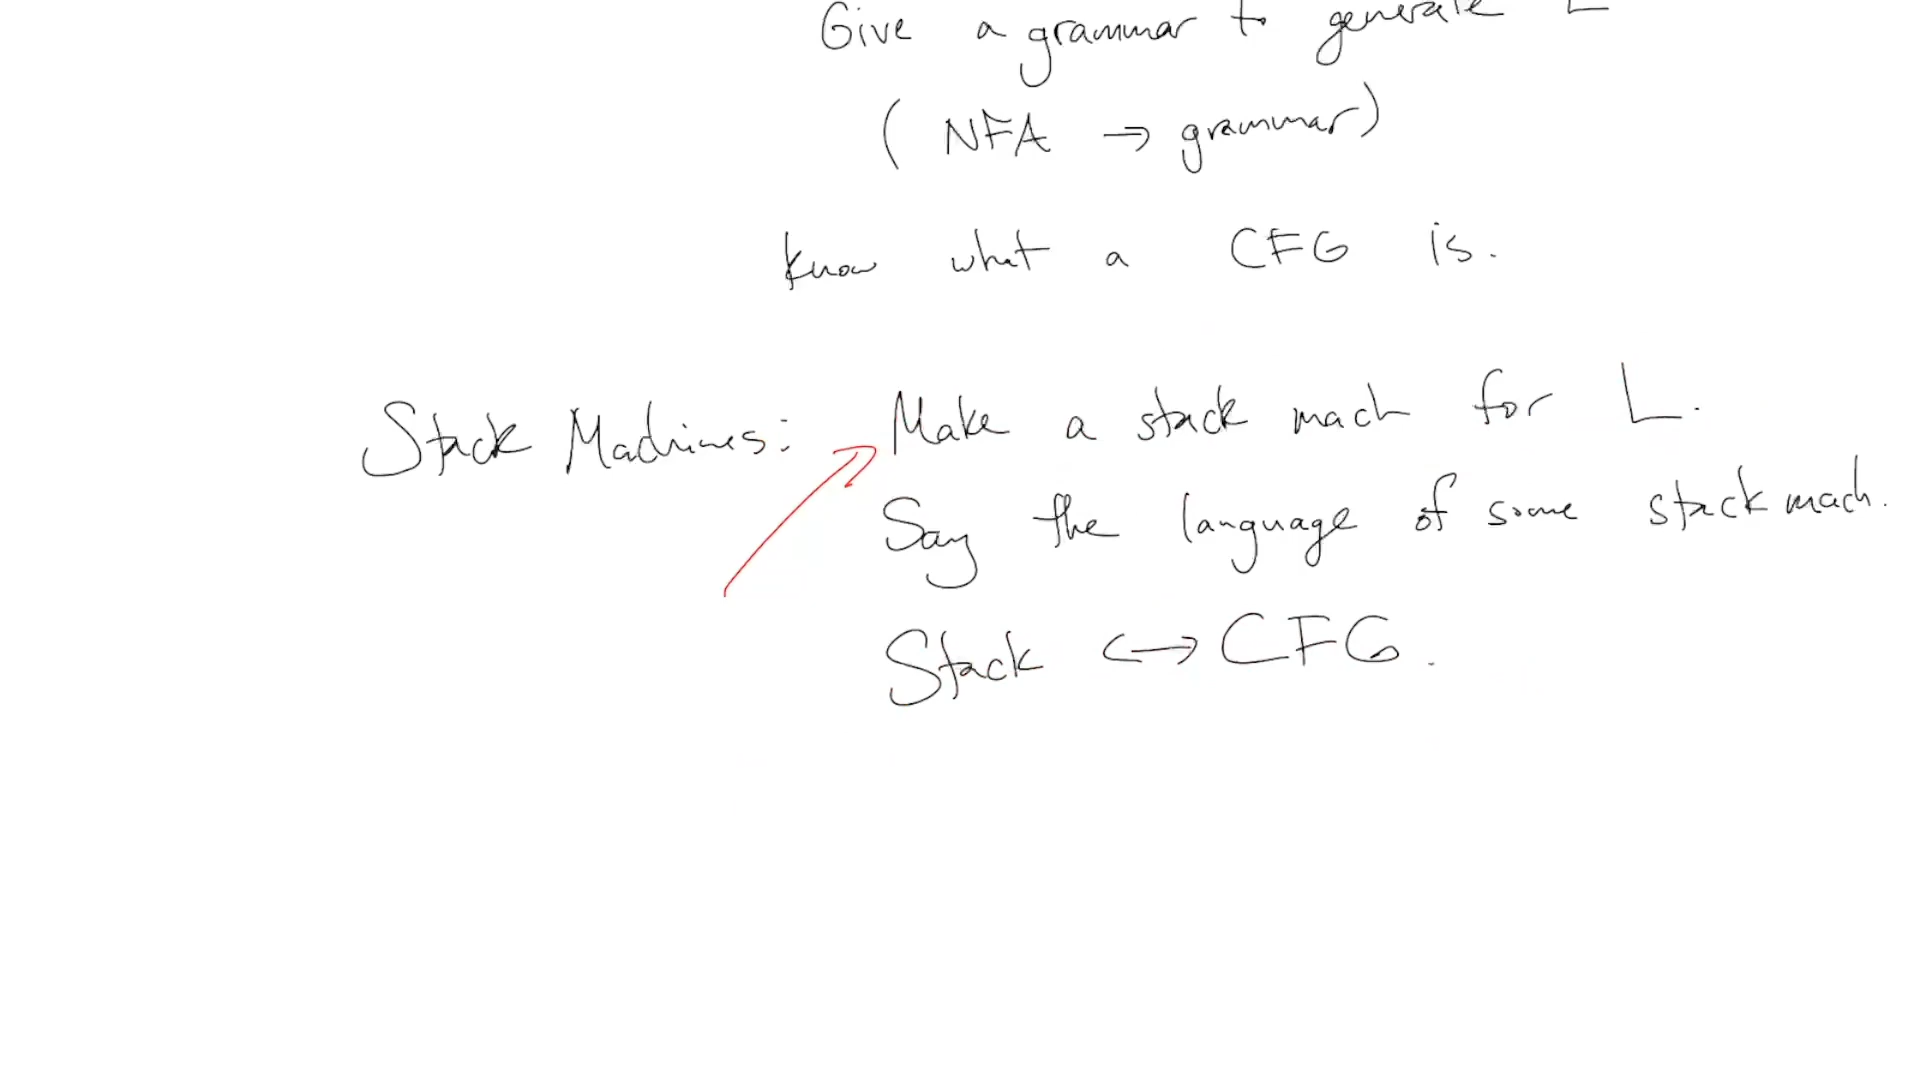 Give a grammar to generate L
( NFA → grammar)
know what a CFG is.
Stack Machines: Make a stack mach for L.
Say the language of some stack mach.
Stack ↔ CFG.